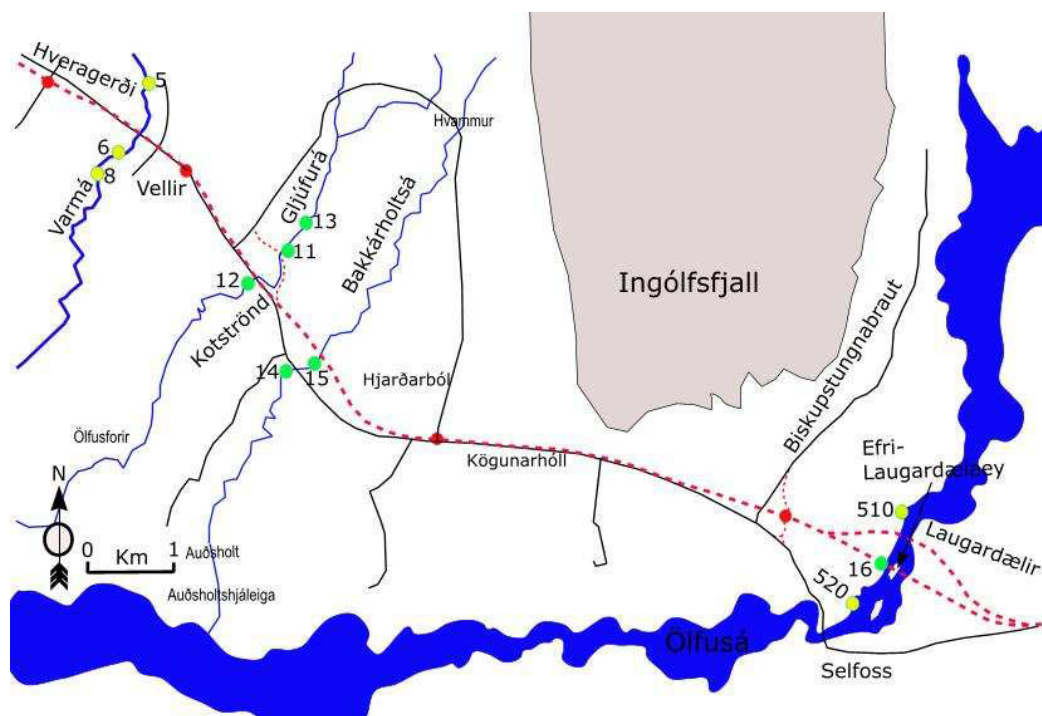 Hveragerði
5
6
8
Varmá
Vellir
Hvammur
Gljúfurá
13
11
Bakkárholtsá
12
Kotströnd
Ingólfsfjall
14
15
Hjarðarból
Biskupstungnabraut
Ölfusforir
Kögunarhóll
Efri-
Laugardælaey
N
510
Laugardælir
0
Km
1
Auðsholt
16
520
Auðsholtshjáleiga
Ölfusá
Selfoss